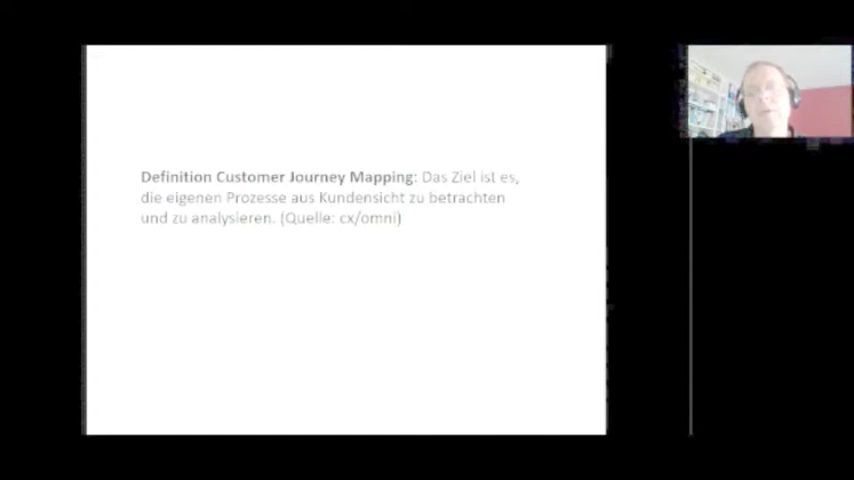 Definition Customer Journey Mapping: Das Ziel ist es,
die eigenen Prozesse aus Kundensicht zu betrachten
und zu analysieren. (Quelle: cx/omni)